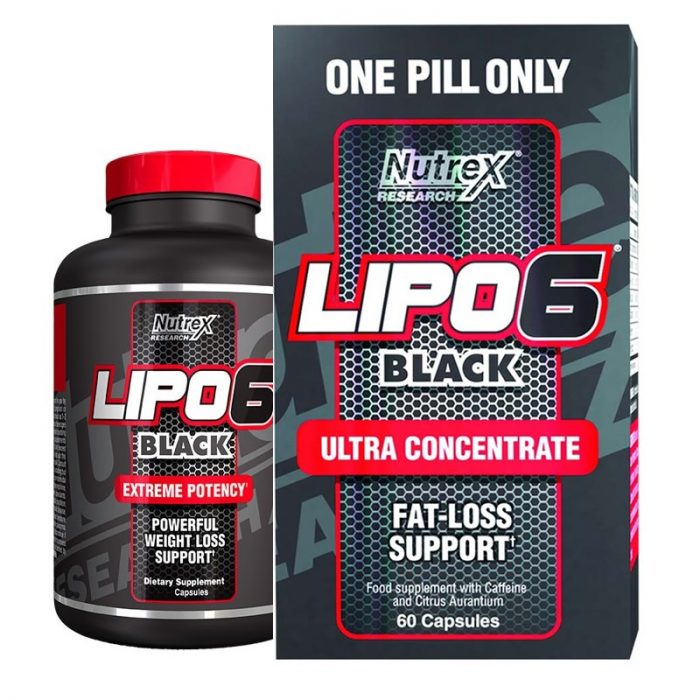 ONE PILL ONLY
Nutrex
RESEARCH
LIPO6
BLACK
ULTRA CONCENTRATE
FAT-LOSS
SUPPORT†
Food supplement with Caffeine
and Citrus Aurantium
60 Capsules
Nutrex
RESEARCH
LIPO6
BLACK
EXTREME POTENCY†
POWERFUL
WEIGHT LOSS
SUPPORT†
Dietary Supplement
Capsules